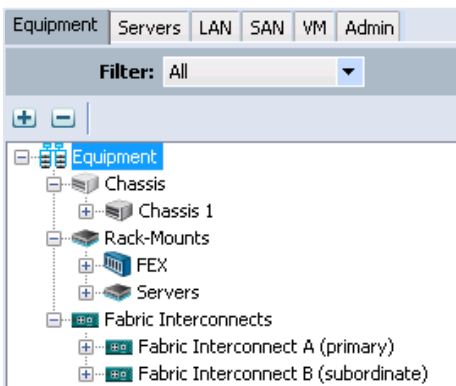 Equipment Servers LAN SAN VM Admin
Filter: All
Equipment
Chassis
Chassis 1
Rack-Mounts
FEX
Servers
Fabric Interconnects
Fabric Interconnect A (primary)
Fabric Interconnect B (subordinate)